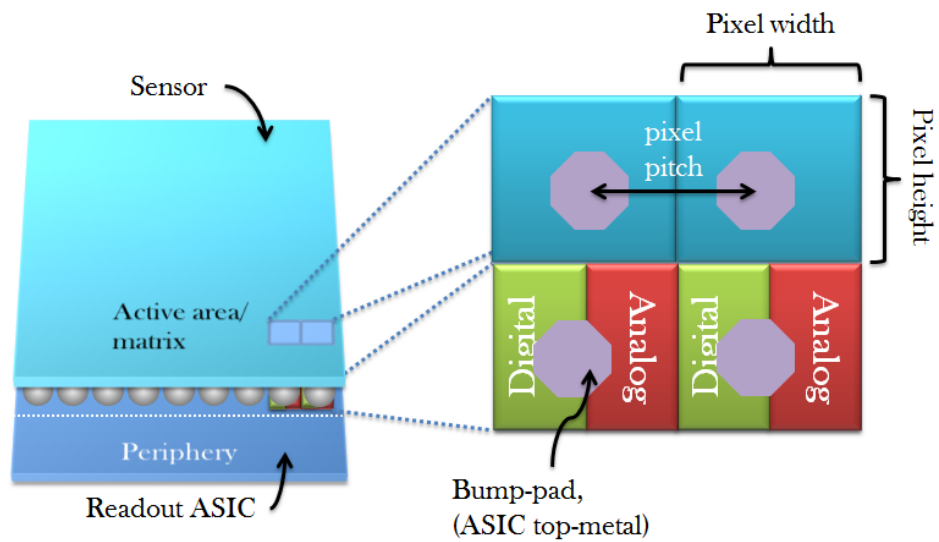 Pixel width
Sensor
Pixel height
pixel
pitch
Active area/
matrix
Digital
Analog
Digital
Analog
Periphery
Readout ASIC
Bump-pad,
(ASIC top-metal)